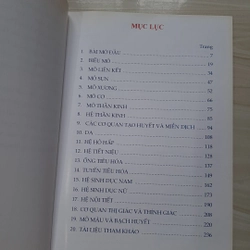 MỤC LỤC
Trang
1. BÀI MỞ ĐẦU 7
2. BIỂU MÔ 19
3. MÔ LIÊN KẾT 34
4. MÔ SỤN
5. MÔ XƯƠNG
6. MÔ CƠ
7. MÔ THẦN KINH
8. HỆ THẦN KINH
9. CÁC CƠ QUAN TẠO HUYẾT VÀ MIỄN DỊCH
10. DA
11. HỆ HÔ HẤP
12. HỆ TIẾT NIỆU
13. ỐNG TIÊU HÓA
14. TUYẾN TIÊU HÓA
15. HỆ SINH DỤC NAM
16. HỆ SINH DỤC NỮ
17. HỆ NỘI TIẾT
18. CƠ QUAN THỊ GIÁC VÀ THÍNH GIÁC
19. MÔ MÁU VÀ BẠCH HUYẾT
20. TÀI LIỆU THAM KHẢO 236